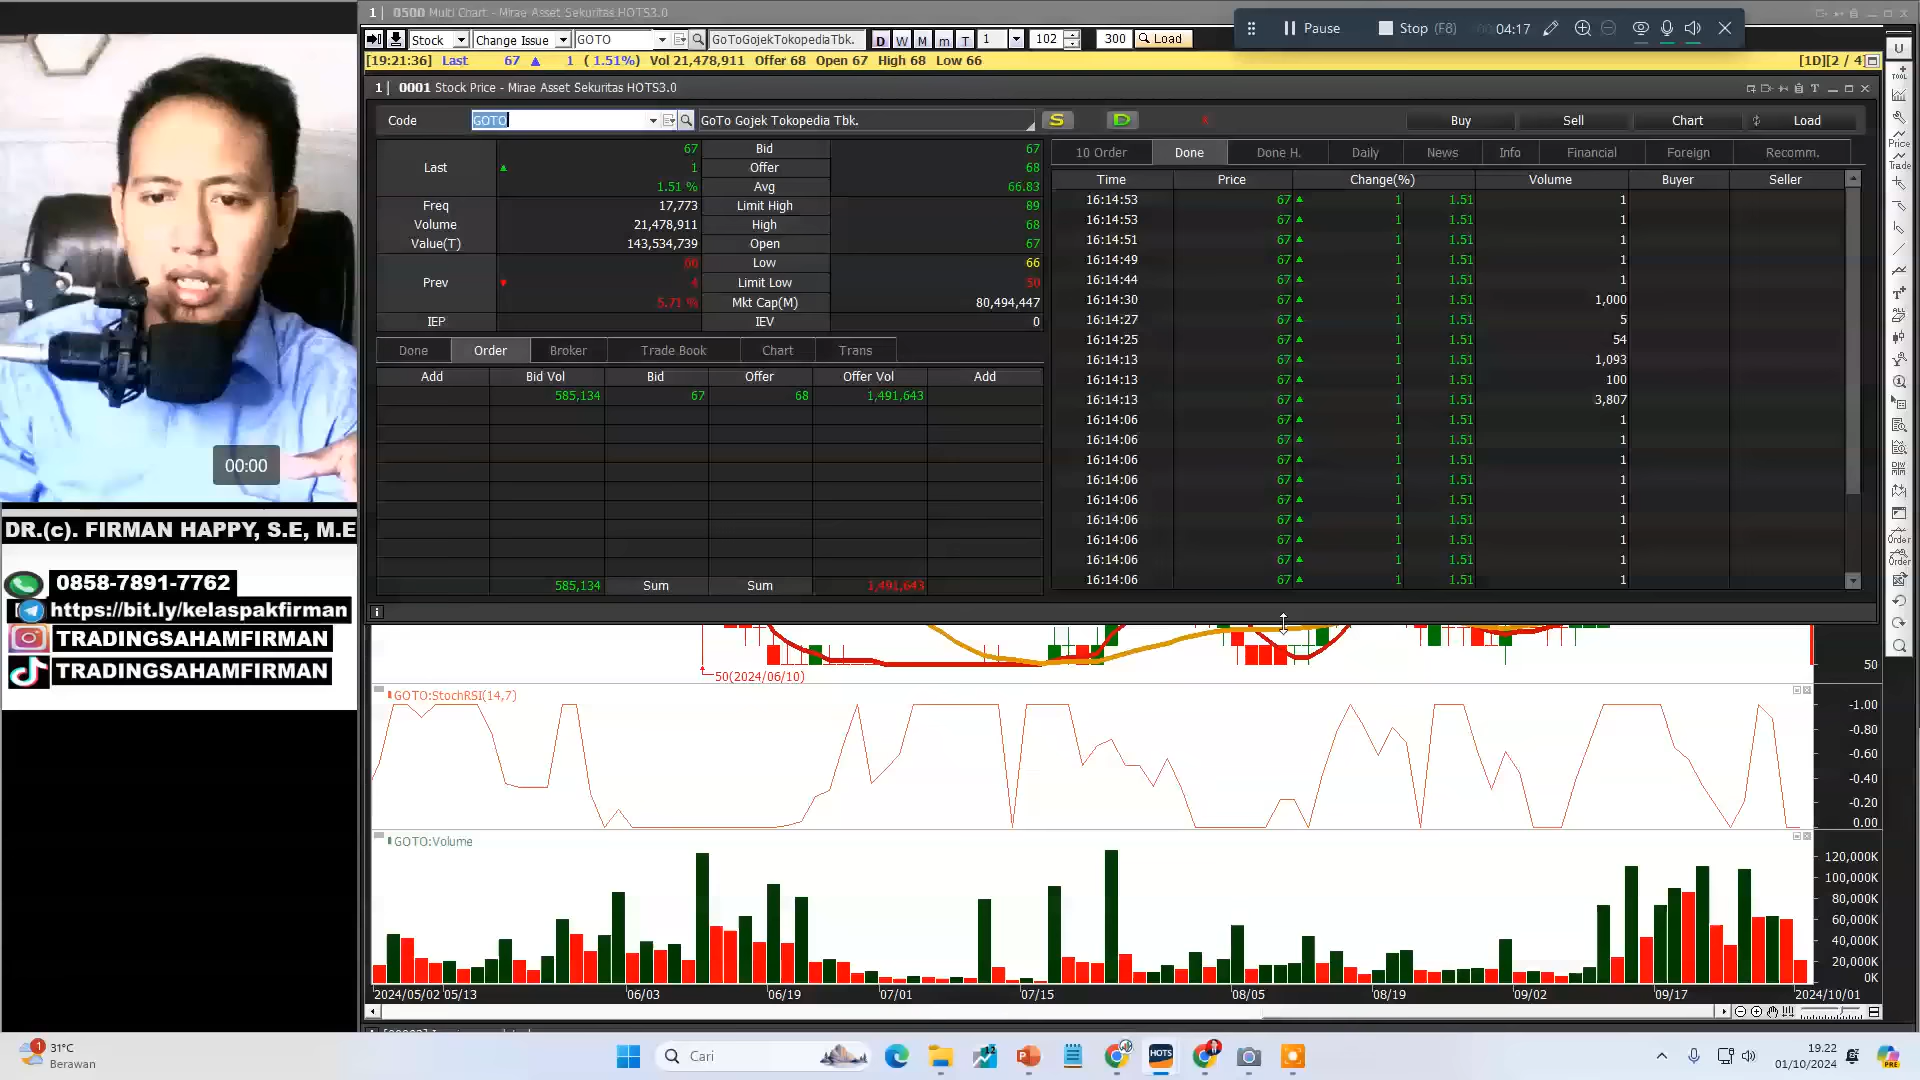 1 | 0500 Multi Chart - Mirae Asset Sekuritas HOTS3.0
Pause Stop (F8) 00:04:17
Stock Change Issue GOTO GoToGojekTokopediaTbk. D W M m T 1 102 300 Load
[19:21:36] Last 67 ▲ 1 ( 1.51%) Vol 21,478,911 Offer 68 Open 67 High 68 Low 66 [1D][2 / 4]
1 | 0001 Stock Price - Mirae Asset Sekuritas HOTS3.0
Code GOTO GoTo Gojek Tokopedia Tbk. S D Buy Sell Chart Load
10 Order Done Done H. Daily News Info Financial Foreign Recomm.
67 Bid 67
Last ▲ 1 Offer 68
1.51 % Avg 66.83
Freq 17,773 Limit High 89
Volume 21,478,911 High 68
Value(T) 143,534,739 Open 67
Low 66
Prev ▼ 4 Limit Low 50
5.71 % Mkt Cap(M) 80,494,447
IEP IEV 0
Done Order Broker Trade Book Chart Trans
Add Bid Vol Bid Offer Offer Vol Add
585,134 67 68 1,491,643
585,134 Sum Sum 1,491,643
Time Price Change(%) Volume Buyer Seller
16:14:53 67 ▲ 1 1.51 1
16:14:53 67 ▲ 1 1.51 1
16:14:51 67 ▲ 1 1.51 1
16:14:49 67 ▲ 1 1.51 1
16:14:44 67 ▲ 1 1.51 1
16:14:30 67 ▲ 1 1.51 1,000
16:14:27 67 ▲ 1 1.51 5
16:14:25 67 ▲ 1 1.51 54
16:14:13 67 ▲ 1 1.51 1,093
16:14:13 67 ▲ 1 1.51 100
16:14:13 67 ▲ 1 1.51 3,807
16:14:06 67 ▲ 1 1.51 1
16:14:06 67 ▲ 1 1.51 1
16:14:06 67 ▲ 1 1.51 1
16:14:06 67 ▲ 1 1.51 1
16:14:06 67 ▲ 1 1.51 1
16:14:06 67 ▲ 1 1.51 1
16:14:06 67 ▲ 1 1.51 1
16:14:06 67 ▲ 1 1.51 1
16:14:06 67 ▲ 1 1.51 1
00:00
DR.(c). FIRMAN HAPPY, S.E, M.E
0858-7891-7762
https://bit.ly/kelaspakfirman
TRADINGSAHAMFIRMAN
TRADINGSAHAMFIRMAN
50(2024/06/10)
50
GOTO:StochRSI(14,7)
-1.00
-0.80
-0.60
-0.40
-0.20
0.00
GOTO:Volume
120,000K
100,000K
80,000K
60,000K
40,000K
20,000K
0K
2024/05/02 05/13 06/03 06/19 07/01 07/15 08/05 08/19 09/02 09/17 2024/10/01
1
31°C
Berawan
Cari
HOTS
19.22
01/10/2024
PRE
U
TOOL
Price
Trade
ALL
Order
Order